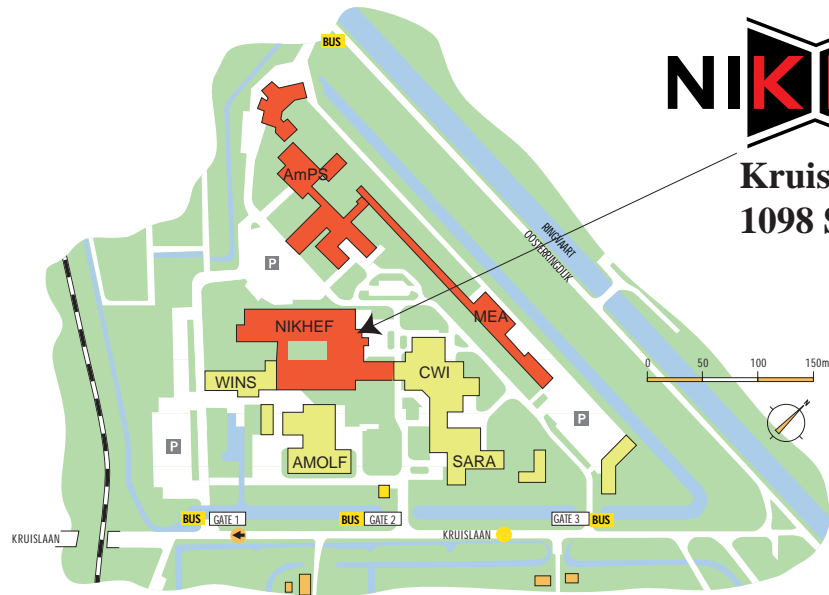 BUS
NIK
Kruis
1098 S
AmPS
RINGVAART
OOSTERRINGDIJK
P
MEA
NIKHEF
CWI
WINS
0 50 100 150m
N
P
P
AMOLF
SARA
BUS GATE 1
BUS GATE 2
GATE 3 BUS
KRUISLAAN
KRUISLAAN